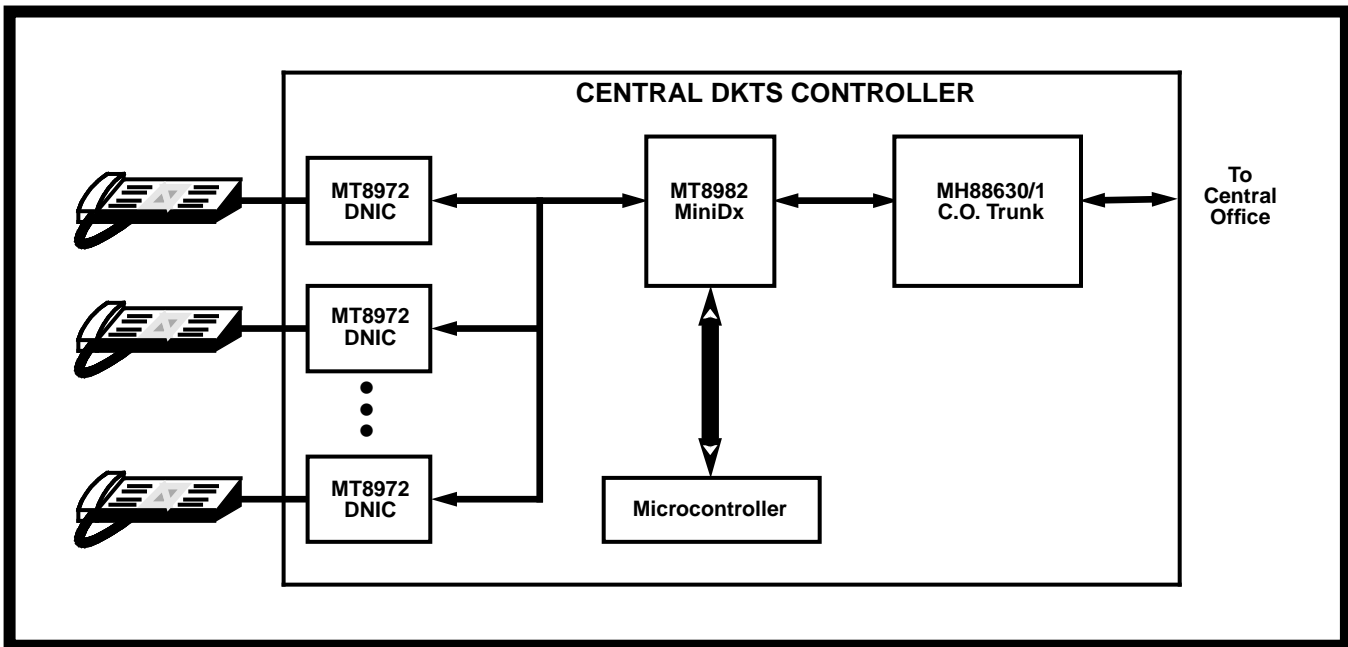 CENTRAL DKTS CONTROLLER
MT8972
DNIC
MT8982
MiniDx
MH88630/1
C.O. Trunk
To
Central
Office
MT8972
DNIC
MT8972
DNIC
Microcontroller